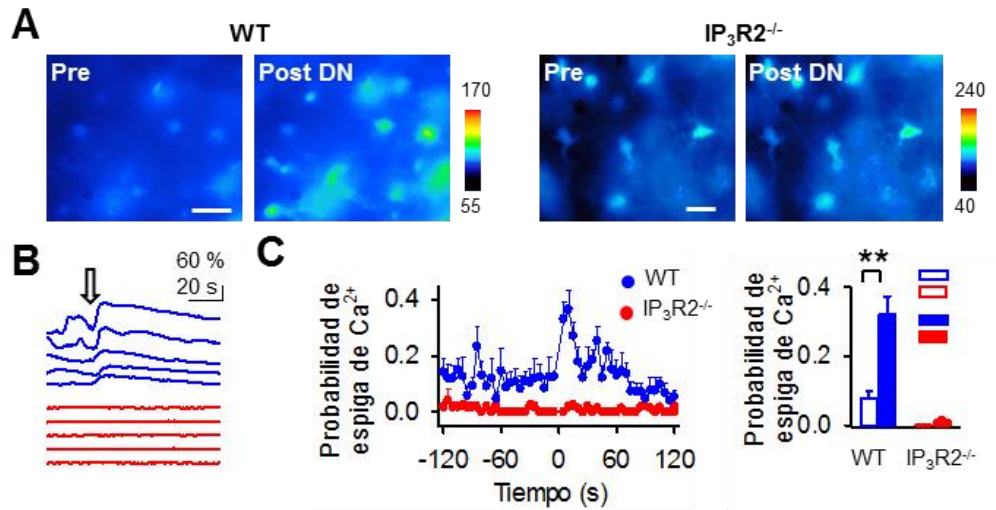 A
WT
IP₃R2⁻/⁻
Pre
Post DN
170
55
Pre
Post DN
240
40
B
60 %
20 s
C
Probabilidad de
espiga de Ca²⁺
0.4
0.2
0.0
-120
-60
0
60
120
Tiempo (s)
WT
IP₃R2⁻/⁻
Probabilidad de
espiga de Ca²⁺
0.4
0.2
0.0
**
WT
IP₃R2⁻/⁻